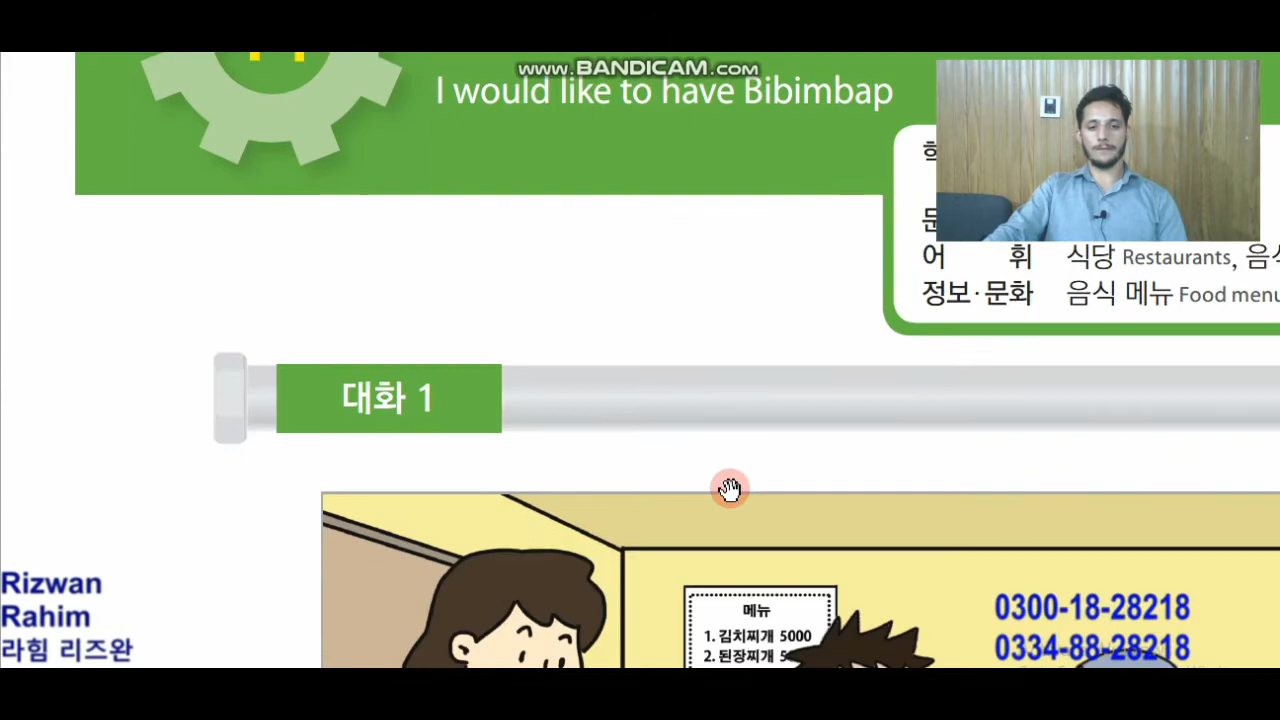 www.BANDICAM.com
I would like to have Bibimbap
어 휘 식당 Restaurants,
정보·문화 음식 메뉴 Food menu
대화 1
메뉴
1. 김치찌개 5000
2. 된장찌개
Rizwan
Rahim
라힘 리즈완
0300-18-28218
0334-88-28218